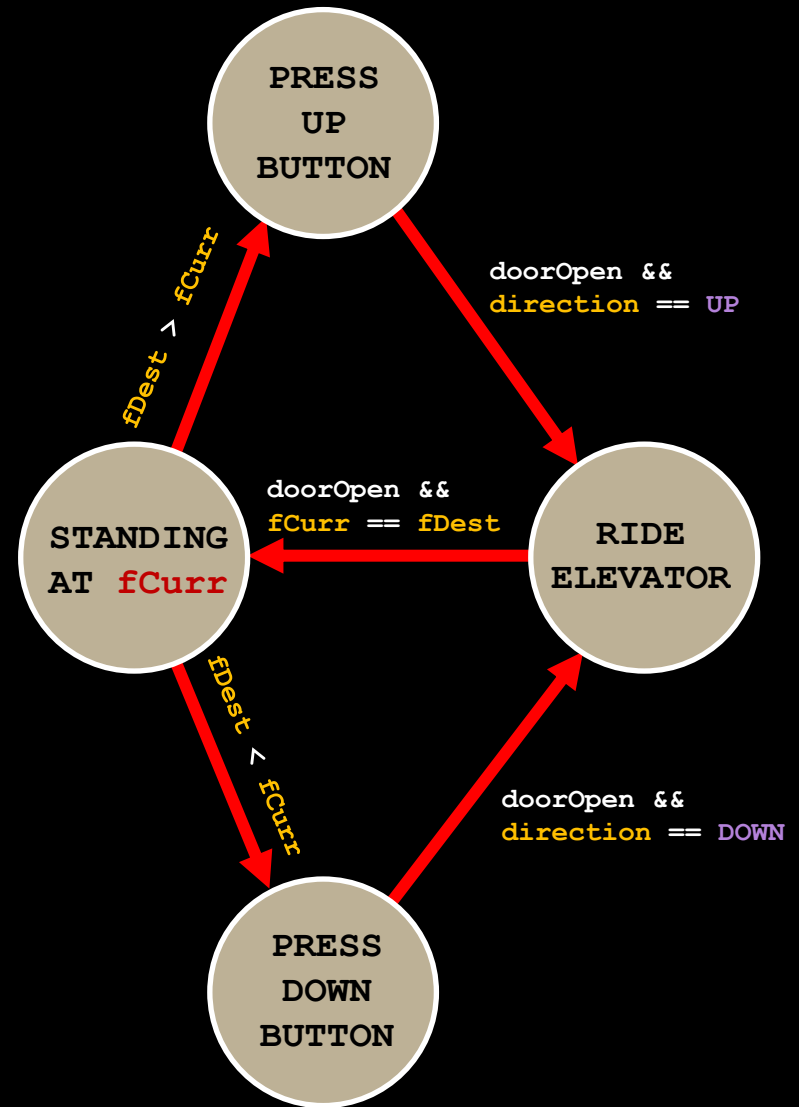 PRESS
UP
BUTTON
fDest > fCurr
doorOpen &&
direction == UP
doorOpen &&
fCurr == fDest
STANDING
AT fCurr
RIDE
ELEVATOR
fDest < fCurr
doorOpen &&
direction == DOWN
PRESS
DOWN
BUTTON